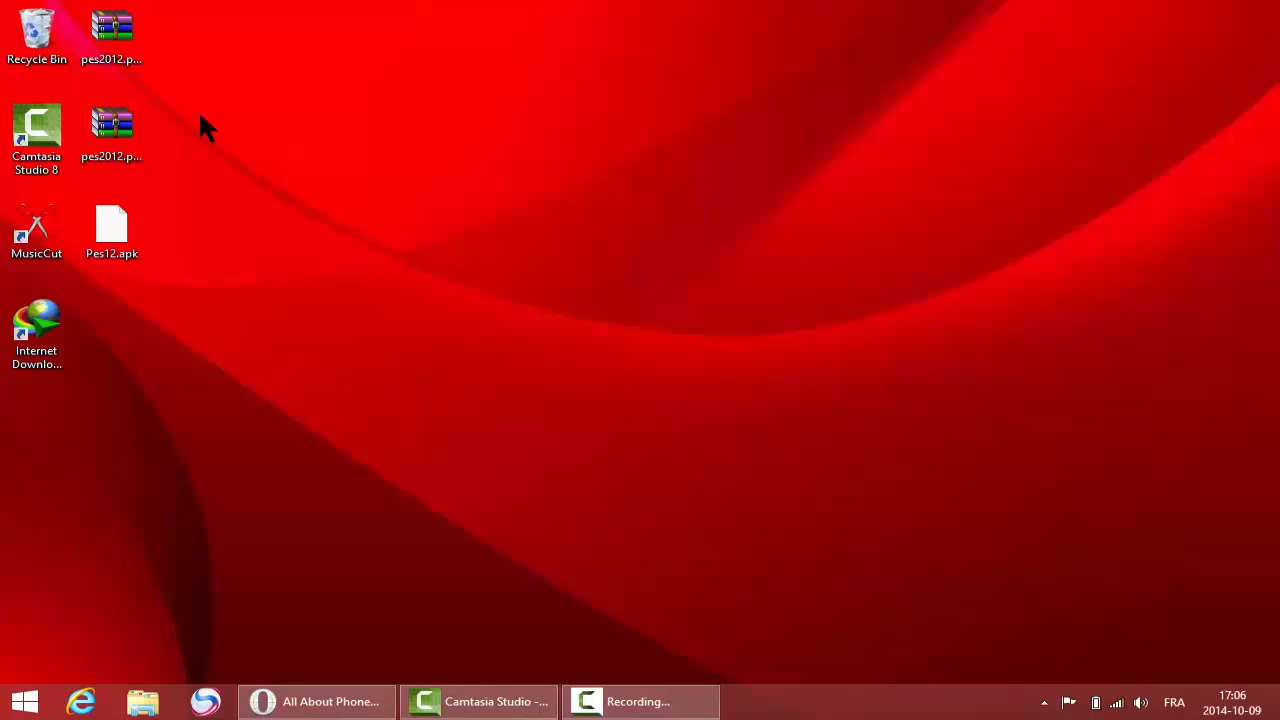 Recycle Bin
pes2012.p...
Camtasia
Studio 8
pes2012.p...
MusicCut
Pes12.apk
Internet
Downlo...
All About Phone...
Camtasia Studio -...
Recording...
FRA
17:06
2014-10-09